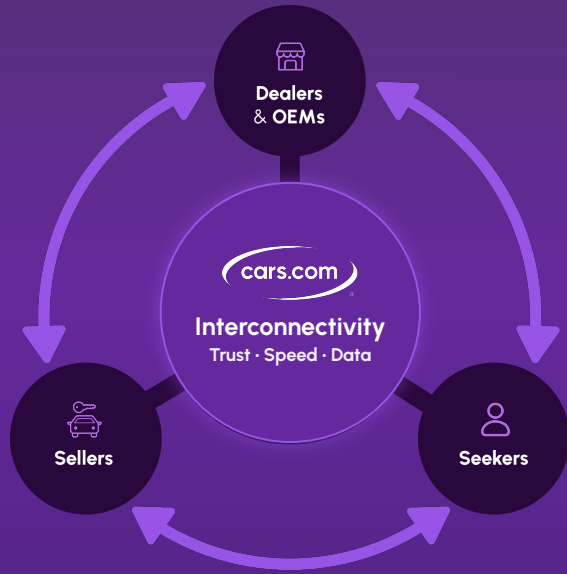 Dealers
& OEMs
cars.com
Interconnectivity
Trust · Speed · Data
Sellers
Seekers